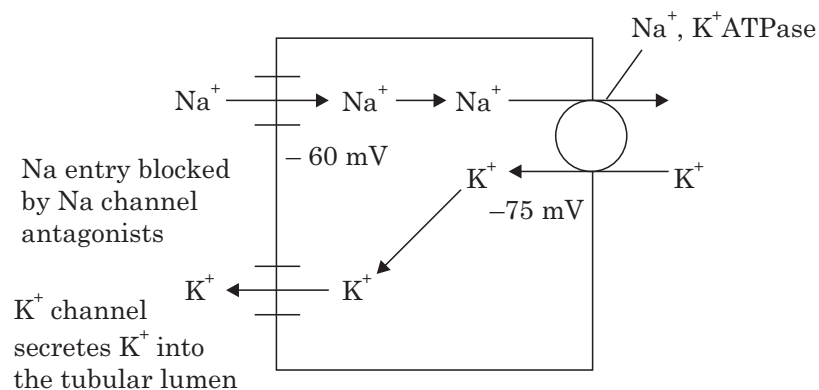 Na⁺, K⁺ATPase
Na⁺ Na⁺ Na⁺
– 60 mV
Na entry blocked
by Na channel
antagonists
K⁺ K⁺
–75 mV
K⁺ K⁺
K⁺ channel
secretes K⁺ into
the tubular lumen